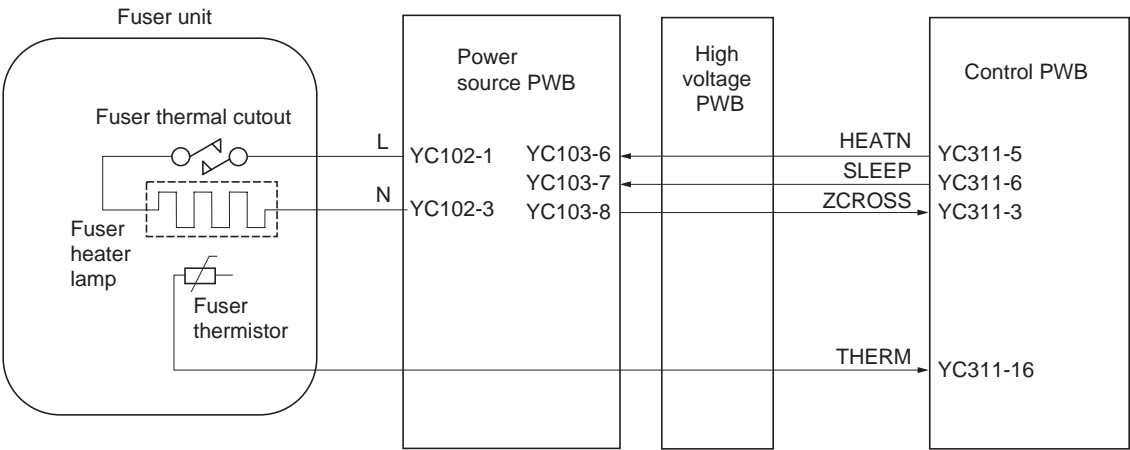 Fuser unit
Fuser thermal cutout
Fuser
heater
lamp
Fuser
thermistor
L
N
Power
source PWB
YC102-1
YC102-3
YC103-6
YC103-7
YC103-8
High
voltage
PWB
HEATN
SLEEP
ZCROSS
THERM
Control PWB
YC311-5
YC311-6
YC311-3
YC311-16